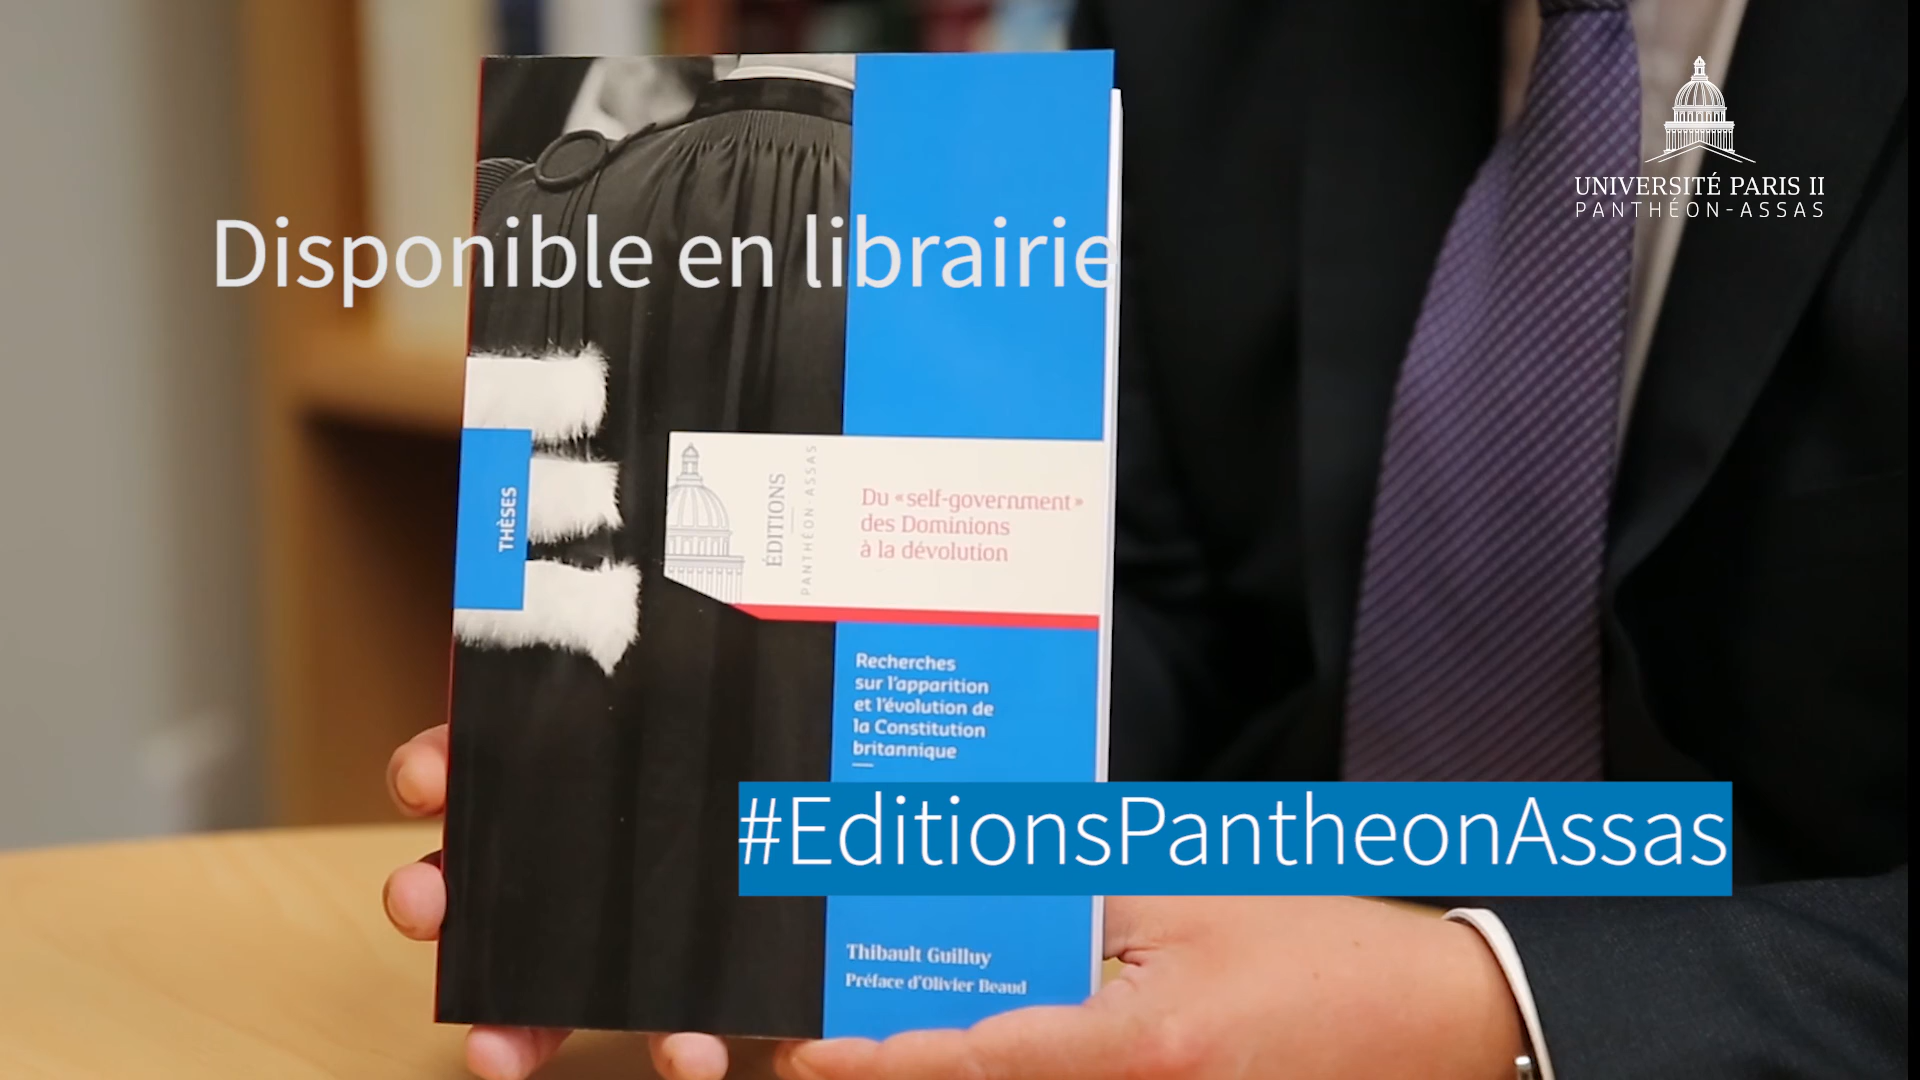 UNIVERSITÉ PARIS II
PANTHÉON-ASSAS
Disponible en librairie
THÈSES
ÉDITIONS
PANTHÉON-ASSAS
Du « self-government »
des Dominions
à la dévolution
Recherches
sur l'apparition
et l'évolution de
la Constitution
britannique
#EditionsPantheonAssas
Thibault Guilluy
Préface d'Olivier Beaud